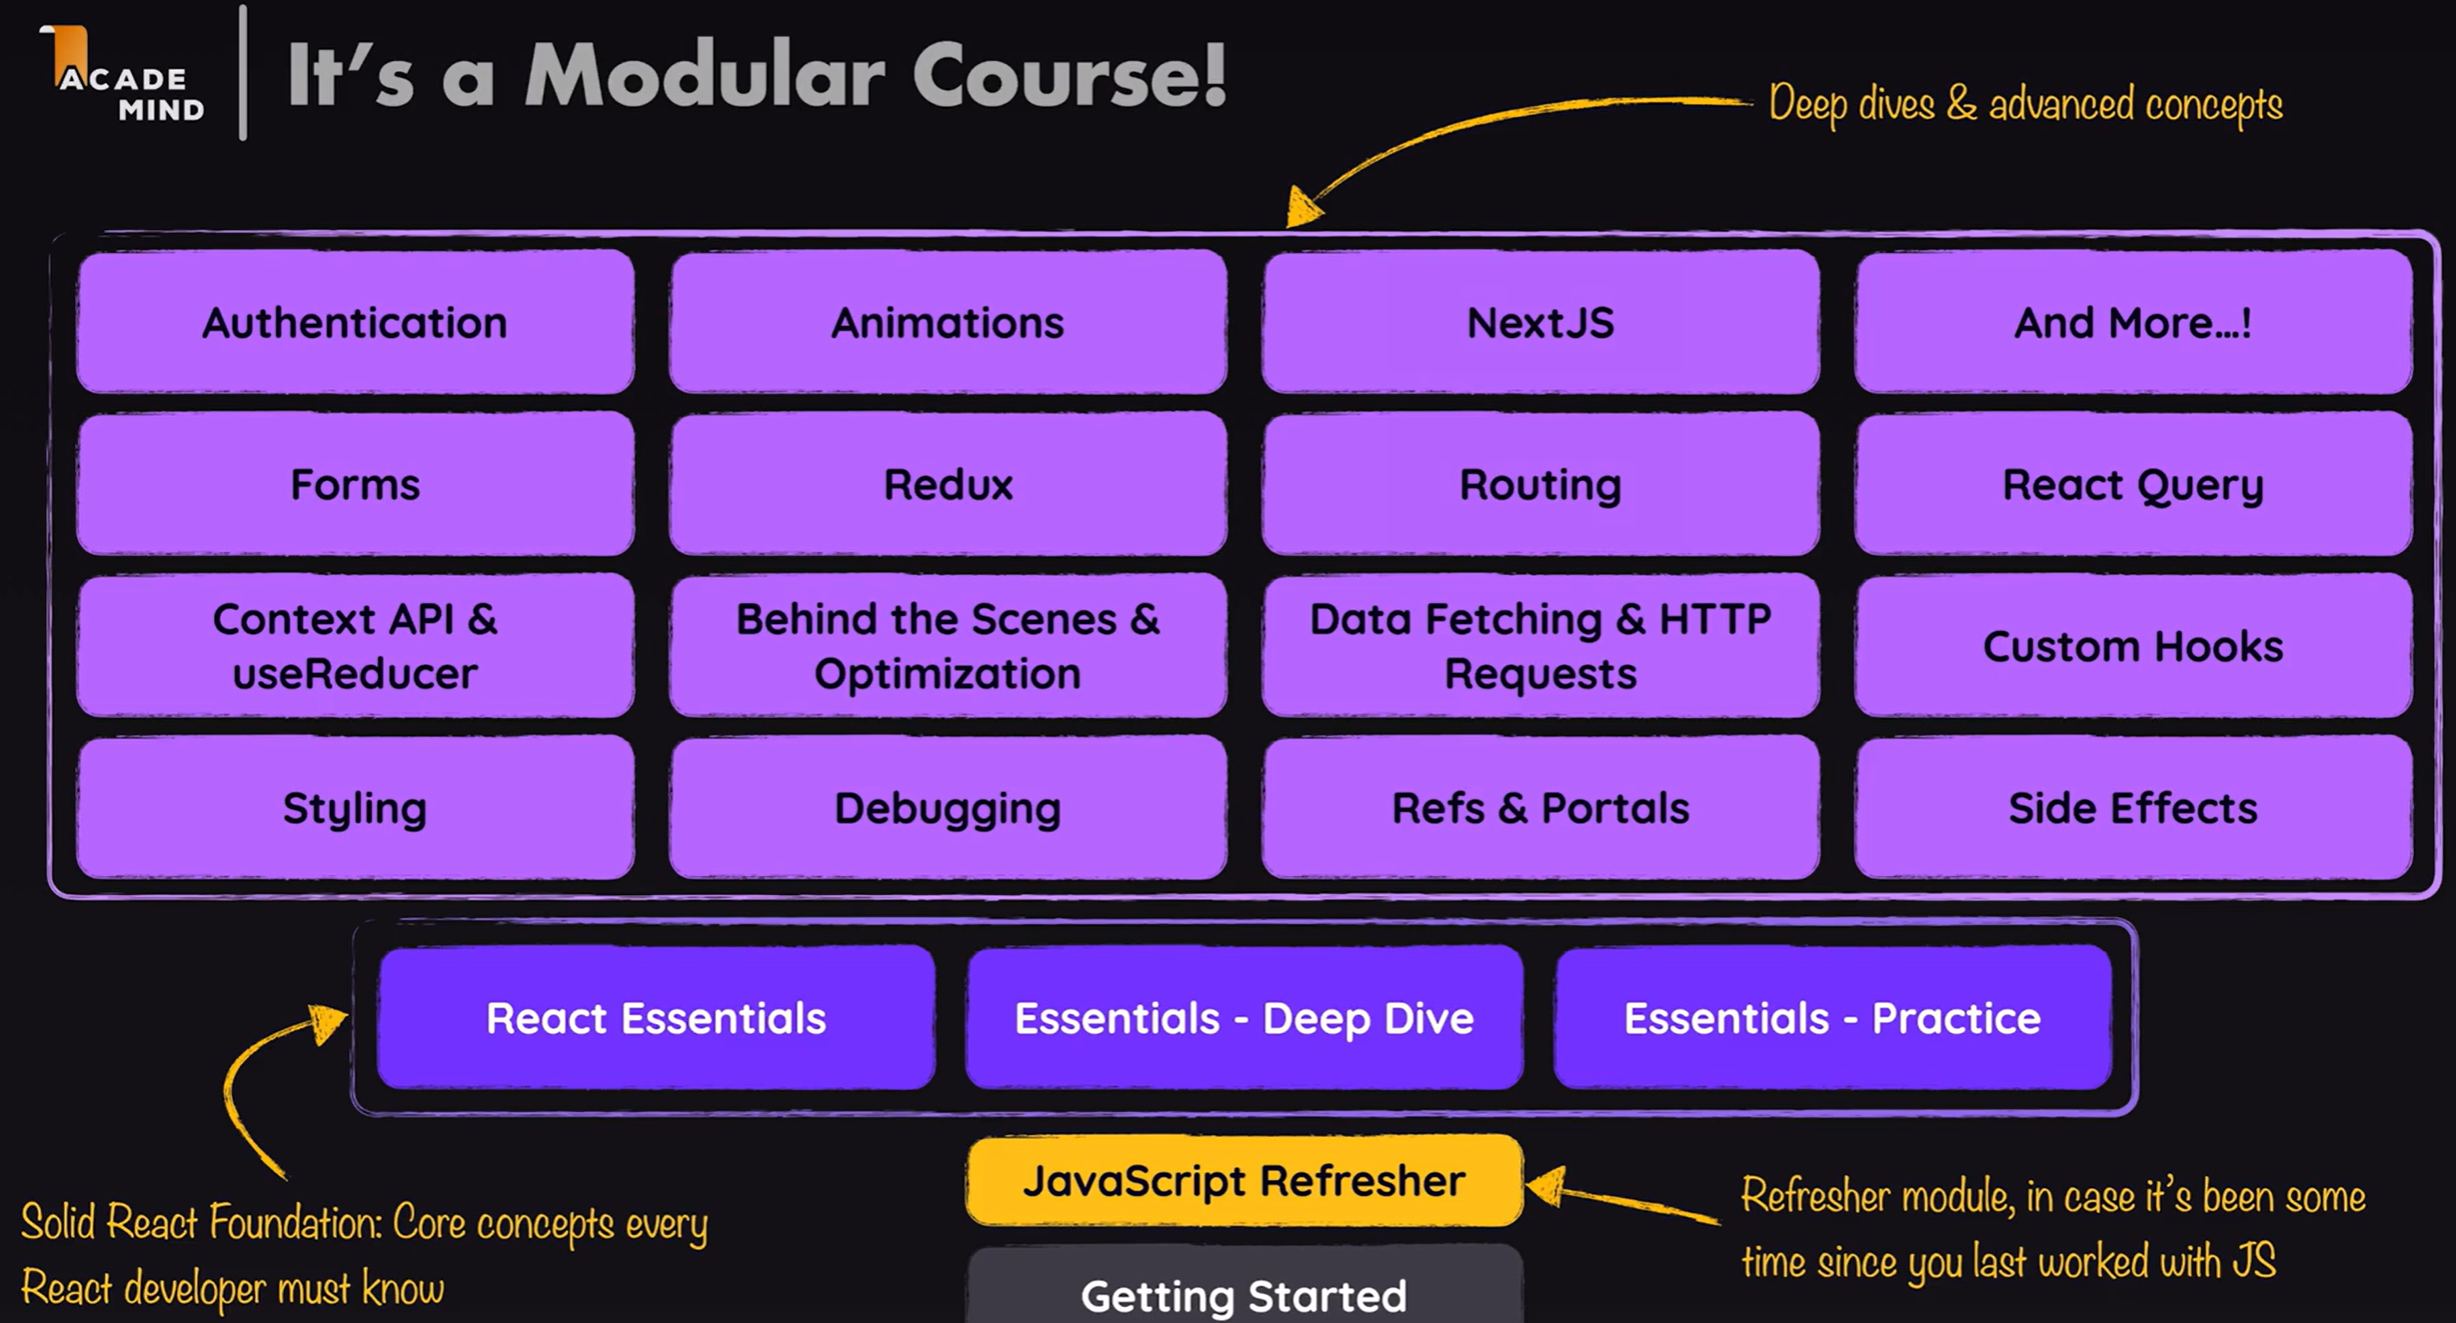 ACADE
MIND
It's a Modular Course!
Deep dives & advanced concepts
Authentication
Animations
NextJS
And More...!
Forms
Redux
Routing
React Query
Context API &
useReducer
Behind the Scenes &
Optimization
Data Fetching & HTTP
Requests
Custom Hooks
Styling
Debugging
Refs & Portals
Side Effects
React Essentials
Essentials - Deep Dive
Essentials - Practice
JavaScript Refresher
Refresher module, in case it's been some
time since you last worked with JS
Solid React Foundation: Core concepts every
React developer must know
Getting Started